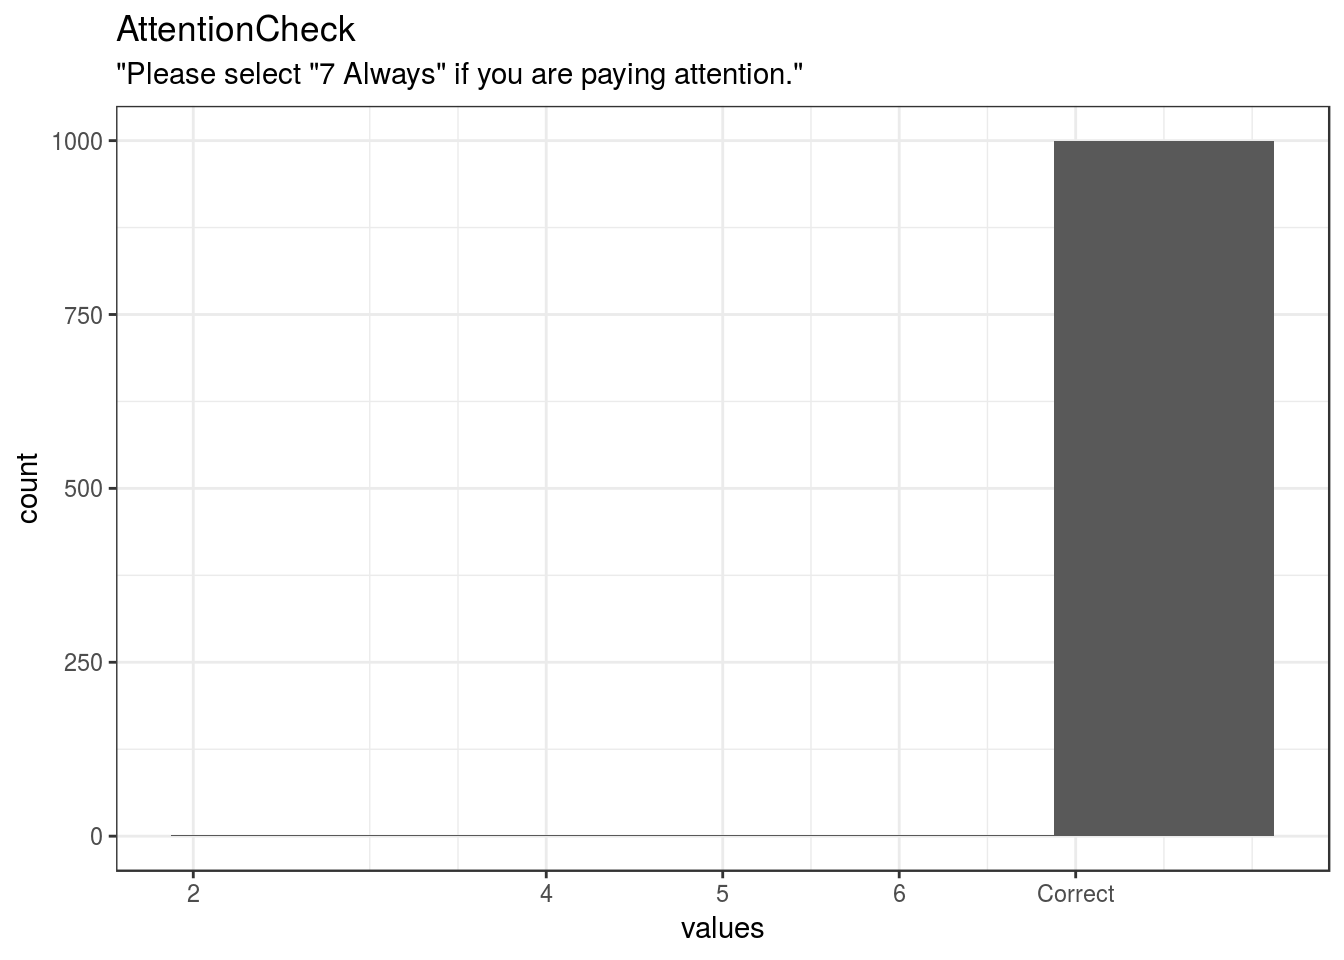 AttentionCheck
"Please select "7 Always" if you are paying attention."
1000
750
500
250
0
count
2 4 5 6 Correct
values